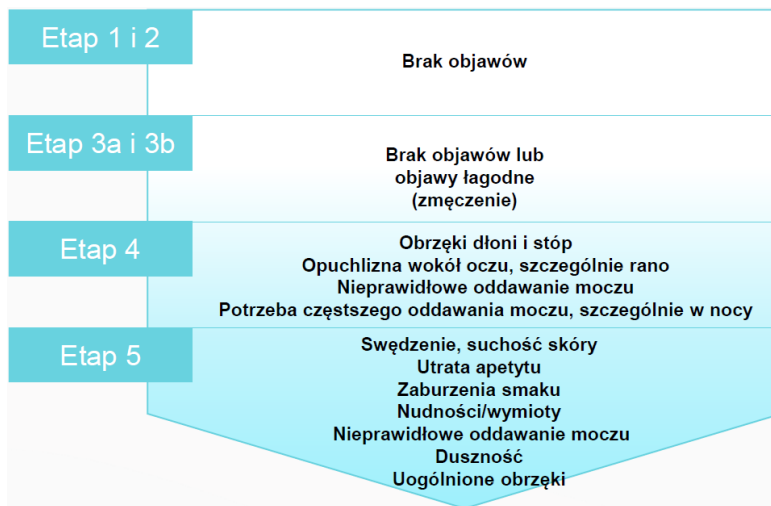 Etap 1 i 2
Brak objawów
Etap 3a i 3b
Brak objawów lub
objawy łagodne
(zmęczenie)
Etap 4
Obrzęki dłoni i stóp
Opuchlizna wokół oczu, szczególnie rano
Nieprawidłowe oddawanie moczu
Potrzeba częstszego oddawania moczu, szczególnie w nocy
Etap 5
Swędzenie, suchość skóry
Utrata apetytu
Zaburzenia smaku
Nudności/wymioty
Nieprawidłowe oddawanie moczu
Duszność
Uogólnione obrzęki